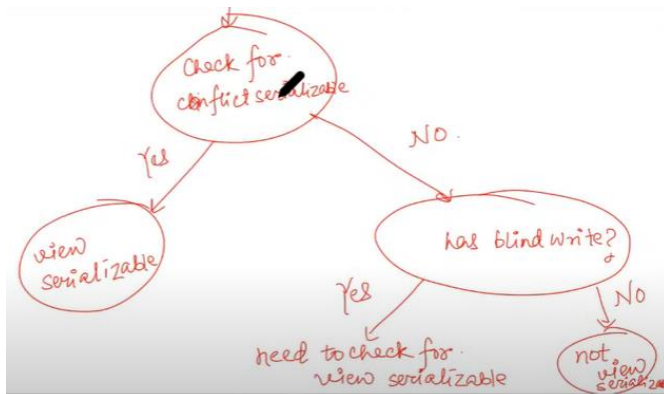 Check for.
conflict serializable
Yes
NO.
view
serializable
has blind write?
Yes
NO
need to check for.
view serializable
not
view
serializable